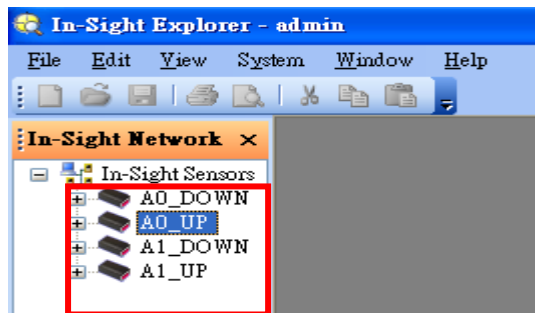 In-Sight Explorer - admin
File Edit View System Window Help
In-Sight Network
In-Sight Sensors
A0_DOWN
A0_UP
A1_DOWN
A1_UP